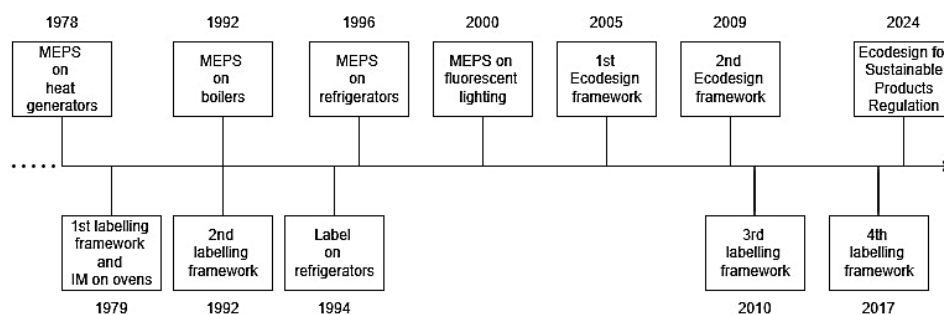 1978
MEPS
on
heat
generators
1992
MEPS
on
boilers
1996
MEPS
on
refrigerators
2000
MEPS on
fluorescent
lighting
2005
1st
Ecodesign
framework
2009
2nd
Ecodesign
framework
2024
Ecodesign for
Sustainable
Products
Regulation
1st labelling
framework
and
IM on ovens
1979
2nd
labelling
framework
1992
Label
on
refrigerators
1994
3rd
labelling
framework
2010
4th
labelling
framework
2017